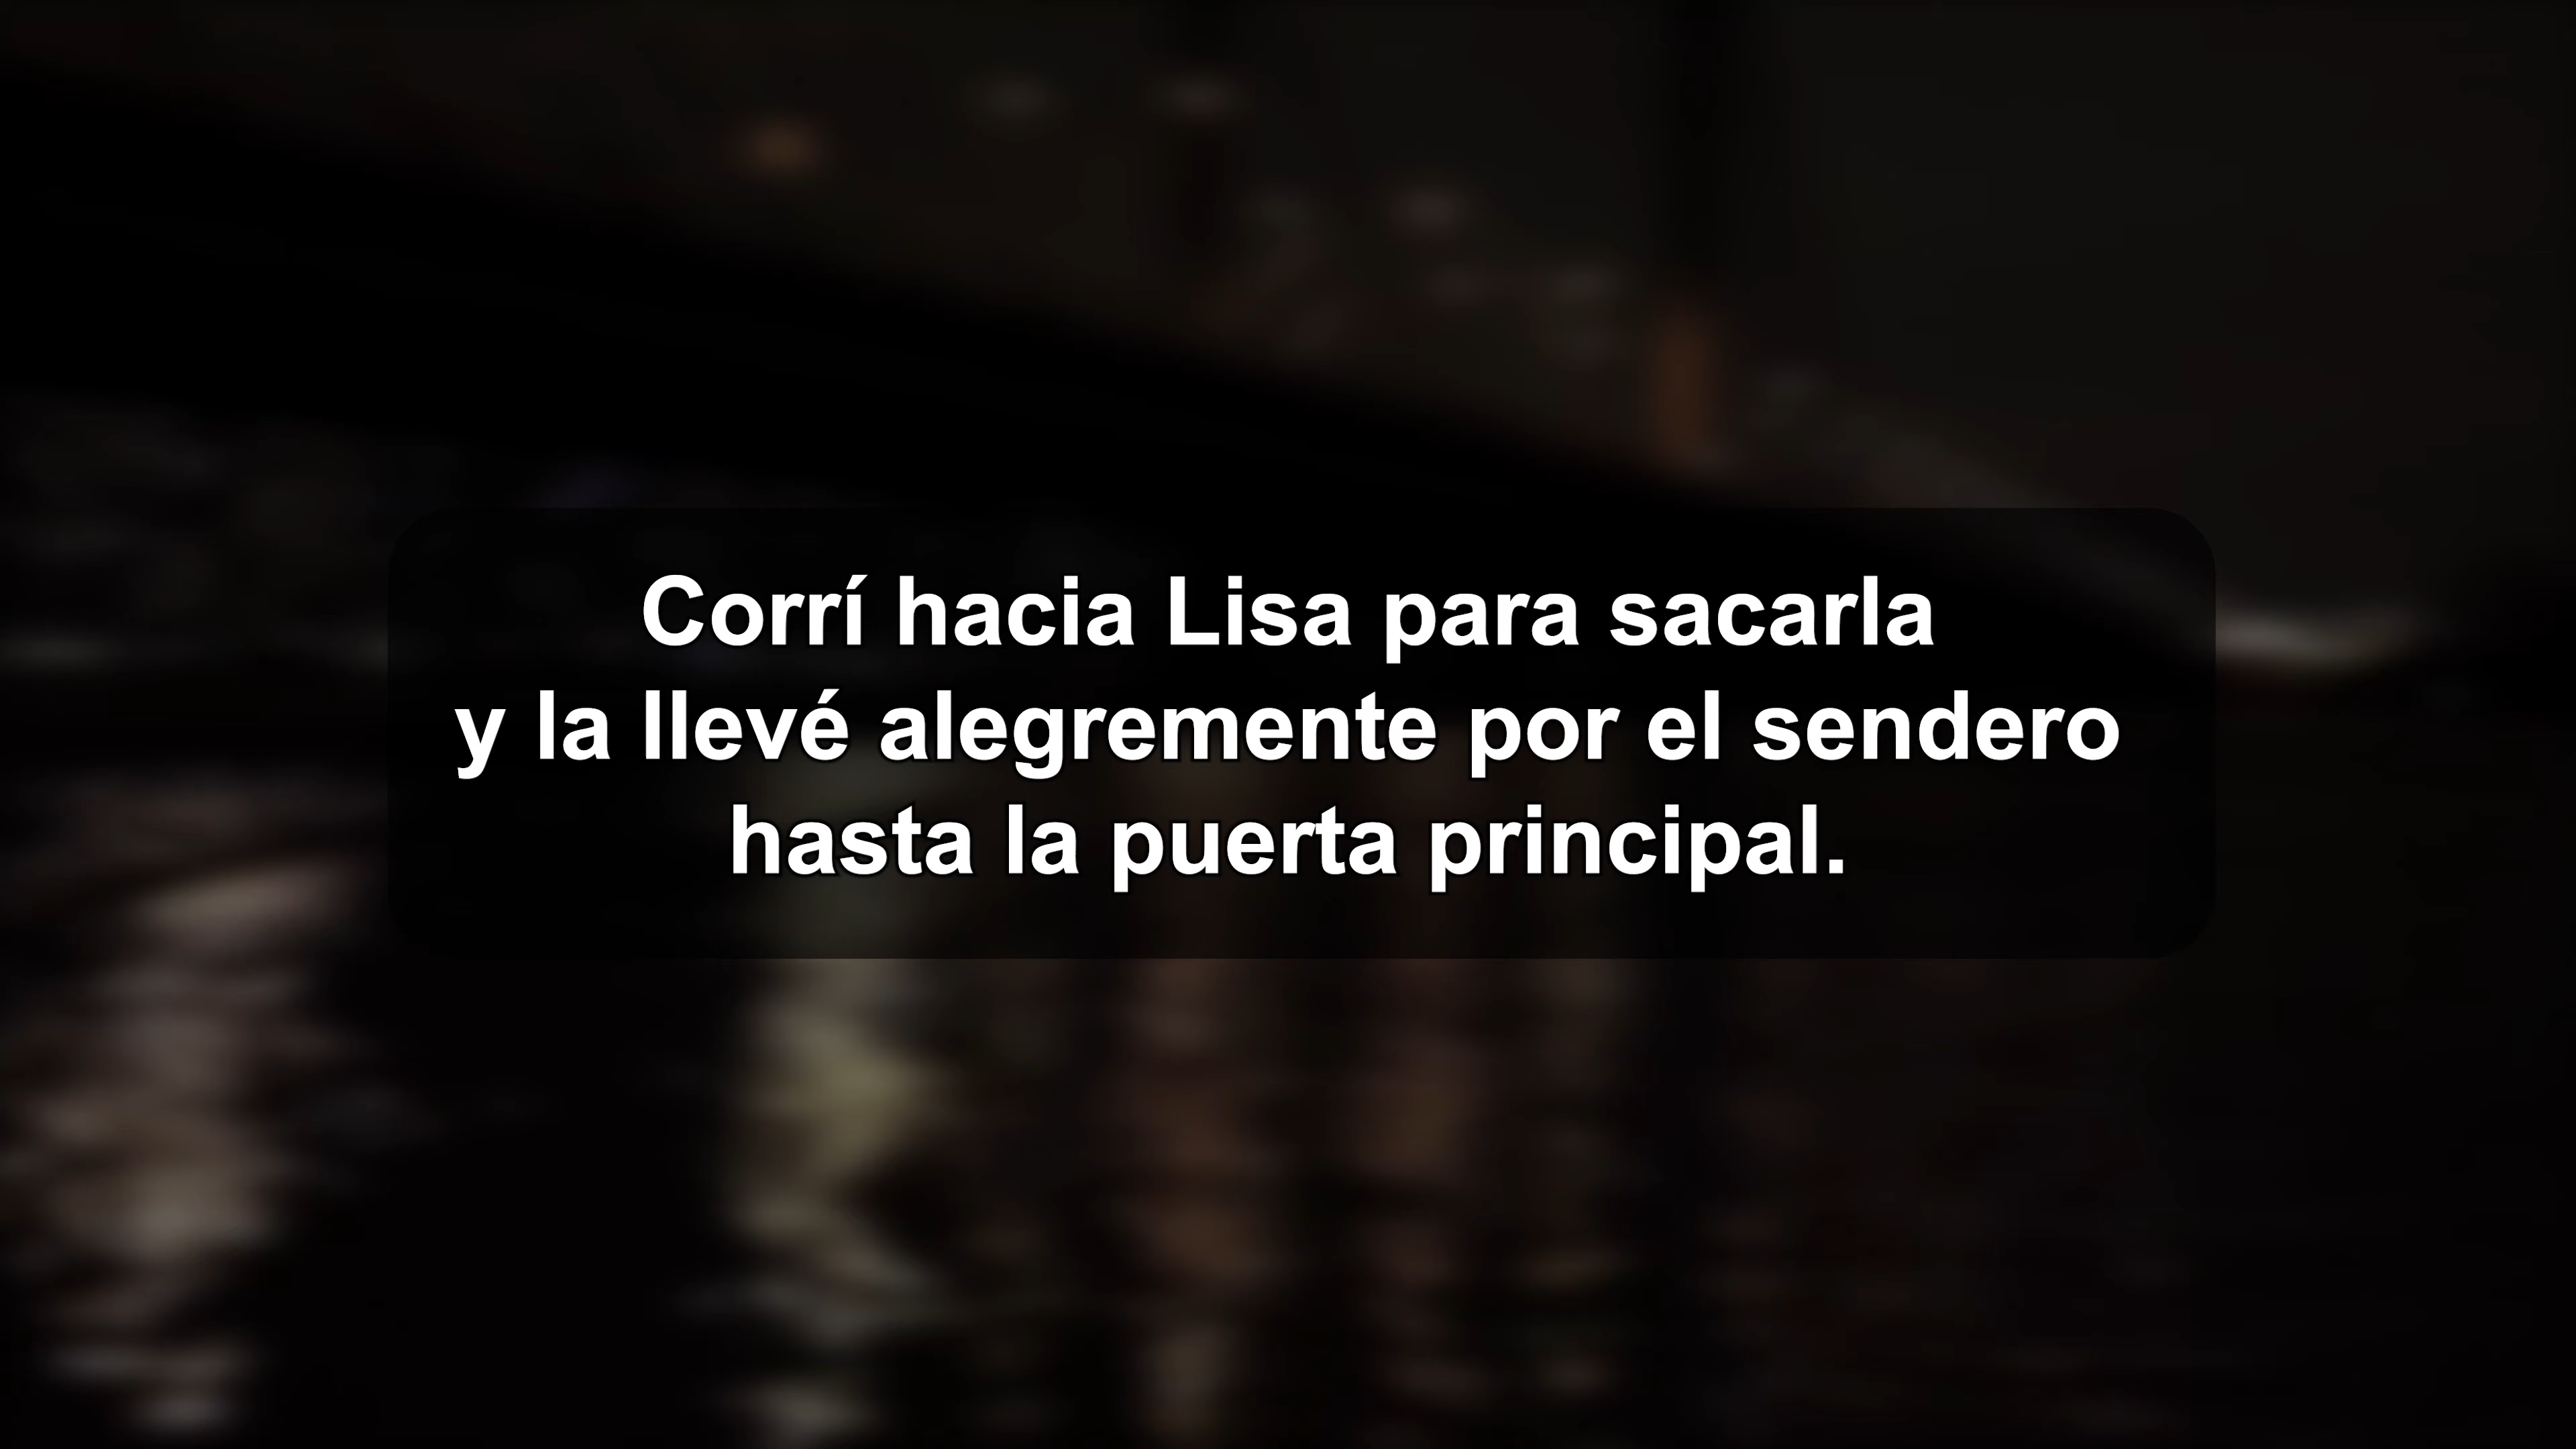 Corrí hacia Lisa para sacarla
y la llevé alegremente por el sendero
hasta la puerta principal.